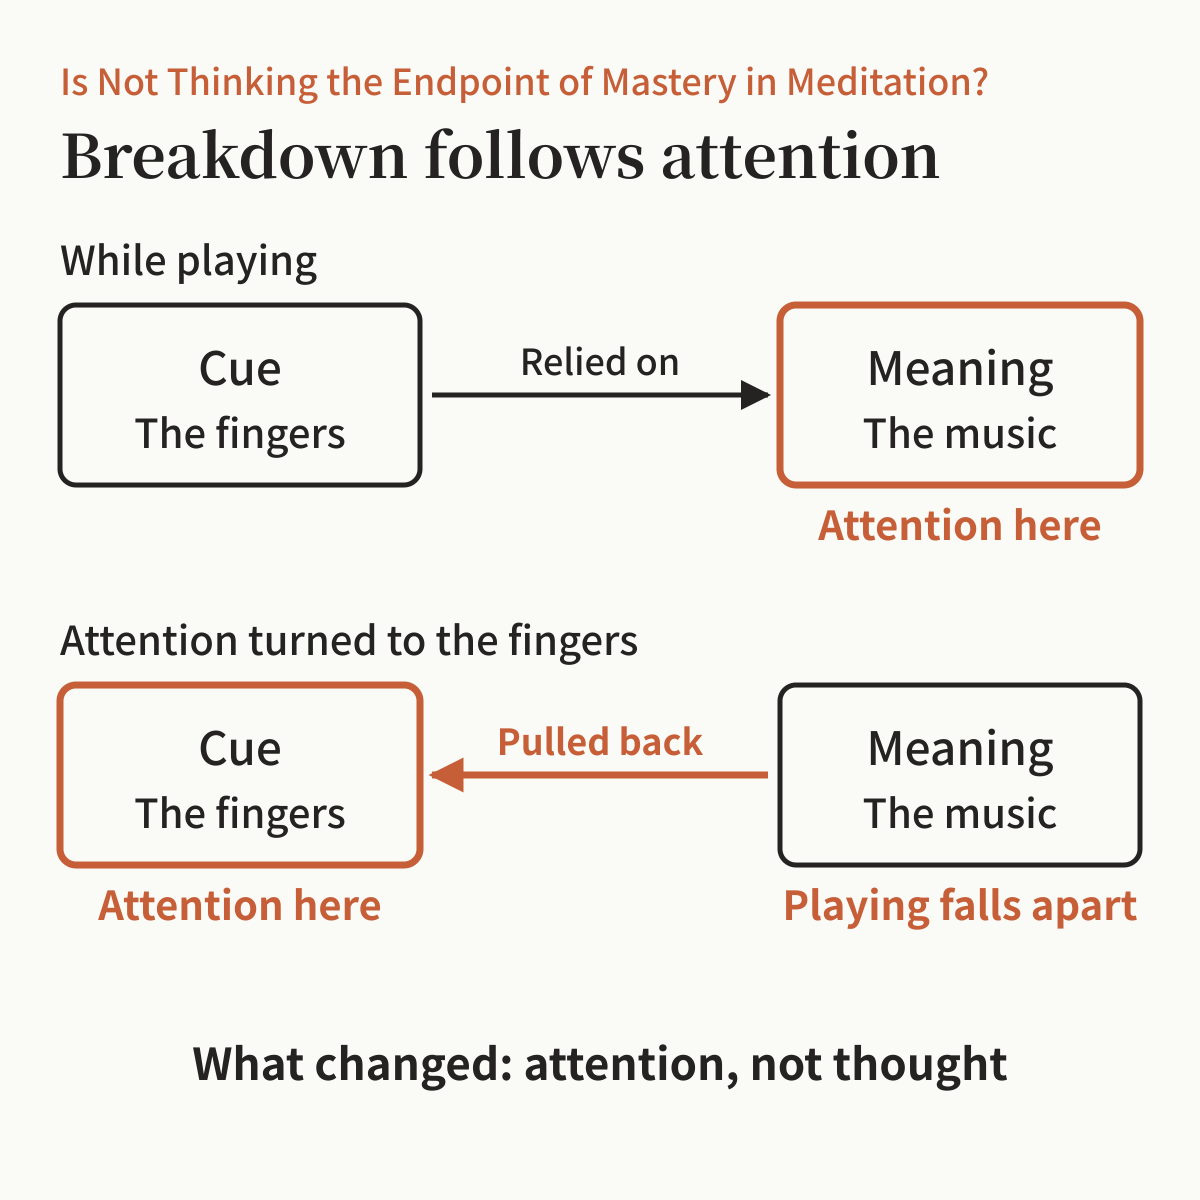 Is Not Thinking the Endpoint of Mastery in Meditation?
Breakdown follows attention
While playing
Cue
The fingers
Relied on
Meaning
The music
Attention here
Attention turned to the fingers
Cue
The fingers
Pulled back
Meaning
The music
Attention here
Playing falls apart
What changed: attention, not thought